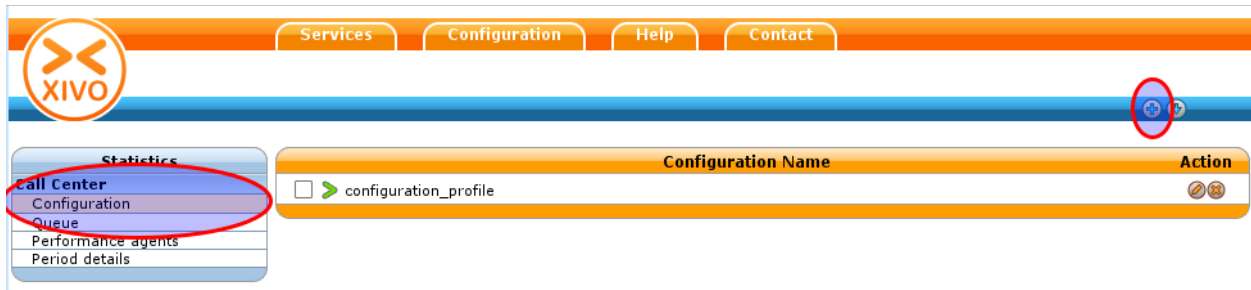 Services Configuration Help Contact
XIVO
Statistics
Call Center
Configuration
Queue
Performance agents
Period details
Configuration Name Action
configuration_profile